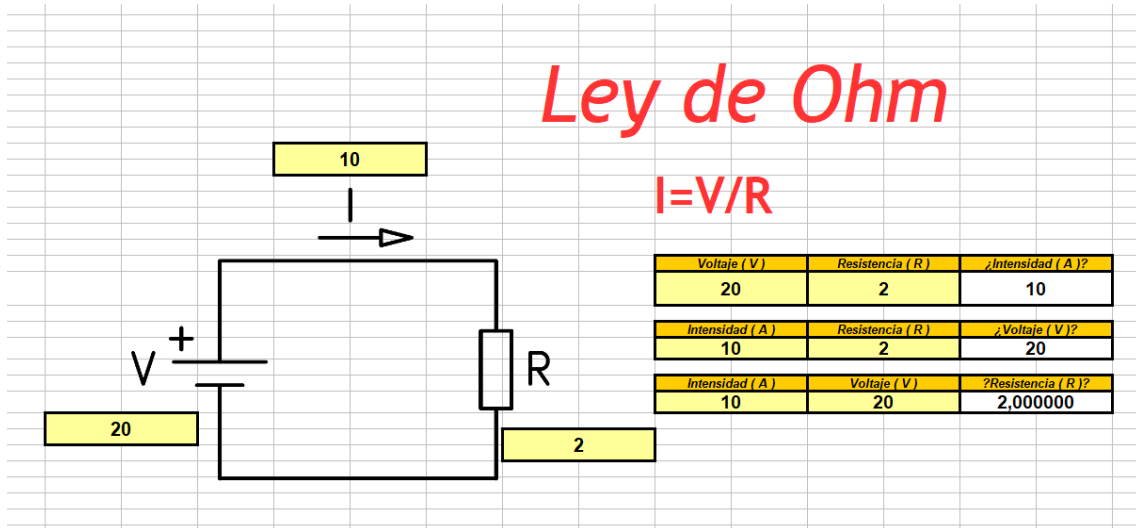 Ley de Ohm
10
I
I=V/R
Voltaje ( V ) Resistencia ( R ) ¿Intensidad ( A )?
20 2 10
Intensidad ( A ) Resistencia ( R ) ¿Voltaje ( V )?
10 2 20
Intensidad ( A ) Voltaje ( V ) ?Resistencia ( R )?
10 20 2,000000
+
V
R
20
2